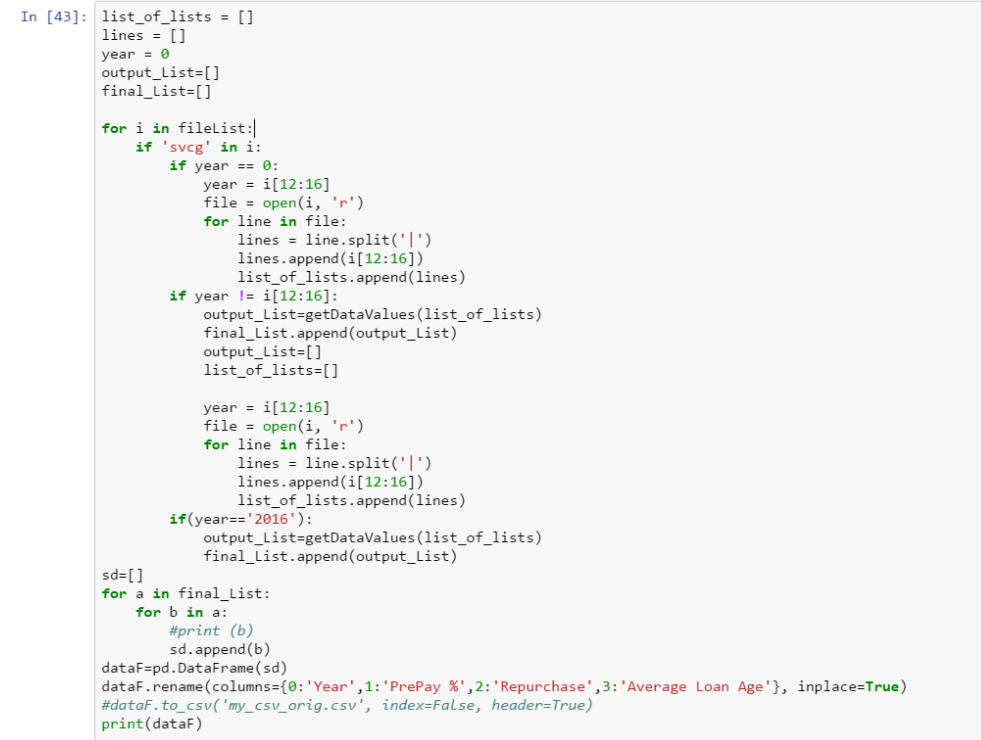 In [43]: list_of_lists = []
lines = []
year = 0
output_List=[]
final_List=[]

for i in fileList:
    if 'svcg' in i:
        if year == 0:
            year = i[12:16]
            file = open(i, 'r')
            for line in file:
                lines = line.split('|')
                lines.append(i[12:16])
                list_of_lists.append(lines)
        if year != i[12:16]:
            output_List=getDataValues(list_of_lists)
            final_List.append(output_List)
            output_List=[]
            list_of_lists=[]

            year = i[12:16]
            file = open(i, 'r')
            for line in file:
                lines = line.split('|')
                lines.append(i[12:16])
                list_of_lists.append(lines)
        if(year=='2016'):
            output_List=getDataValues(list_of_lists)
            final_List.append(output_List)
sd=[]
for a in final_List:
    for b in a:
        #print (b)
        sd.append(b)
dataF=pd.DataFrame(sd)
dataF.rename(columns={0:'Year',1:'PrePay %',2:'Repurchase',3:'Average Loan Age'}, inplace=True)
#dataF.to_csv('my_csv_orig.csv', index=False, header=True)
print(dataF)